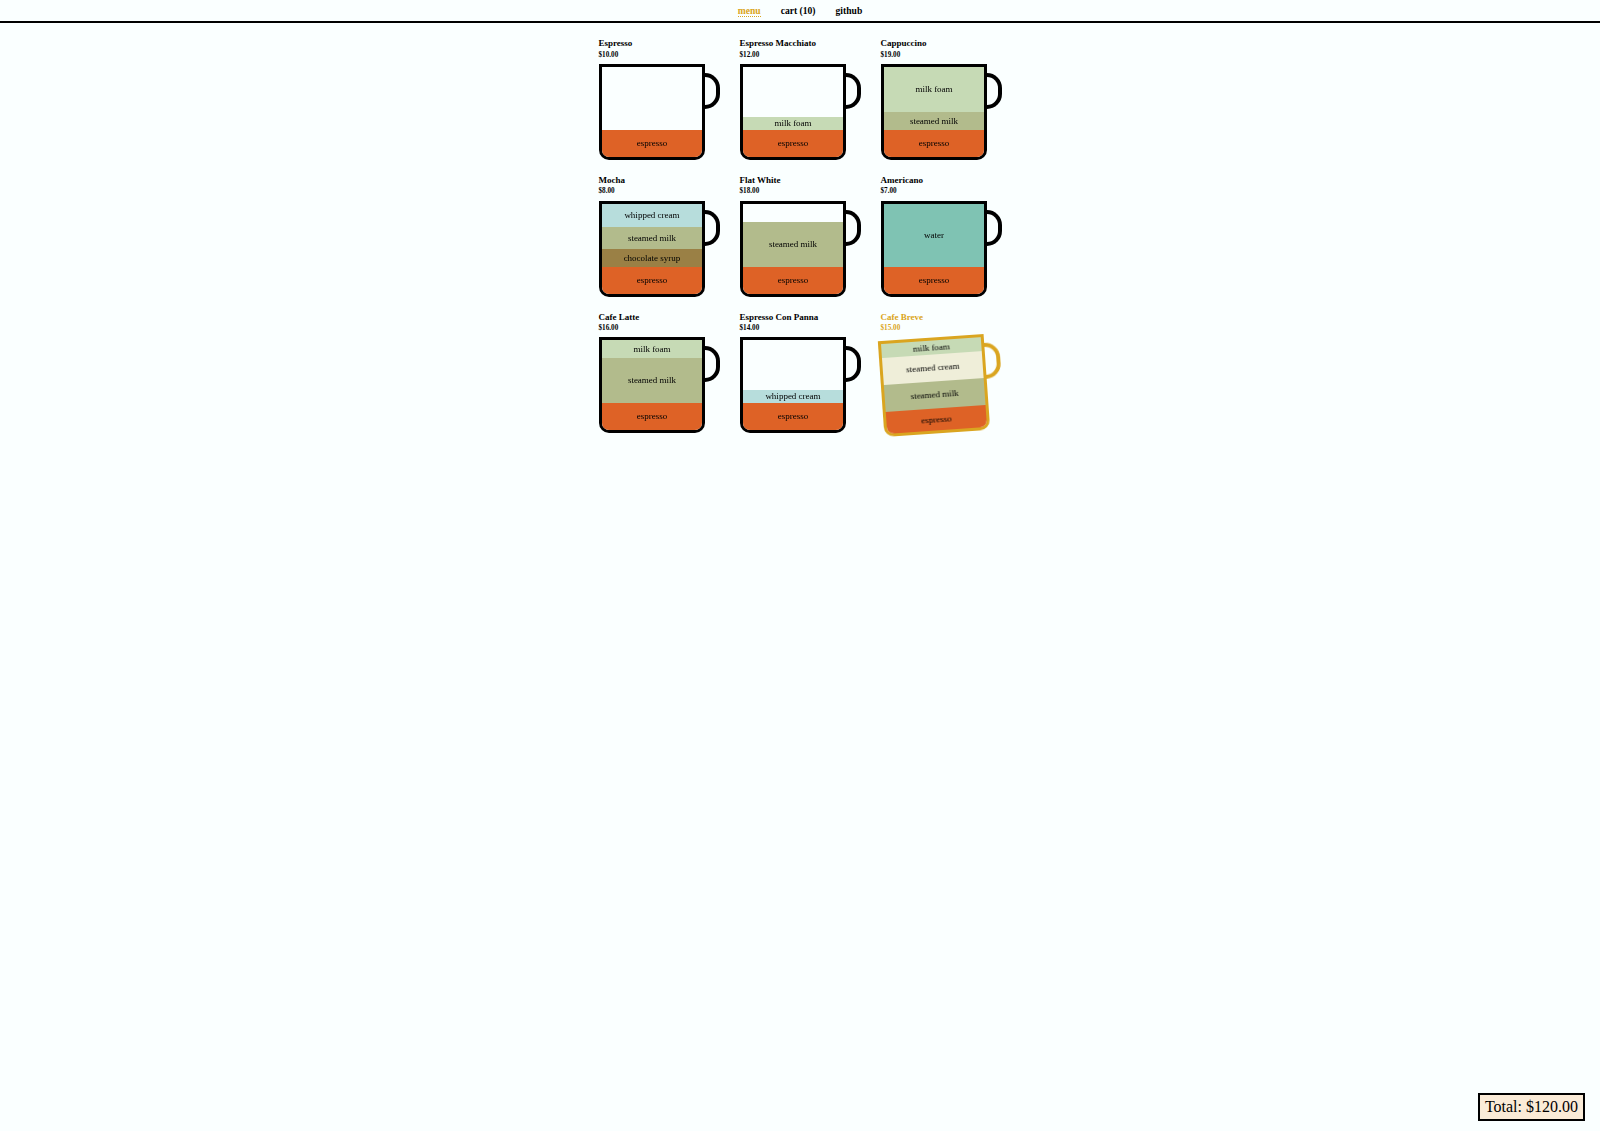 menu cart (10) github
Espresso
$10.00
espresso
Espresso Macchiato
$12.00
milk foam
espresso
Cappuccino
$19.00
milk foam
steamed milk
espresso
Mocha
$8.00
whipped cream
steamed milk
chocolate syrup
espresso
Flat White
$18.00
steamed milk
espresso
Americano
$7.00
water
espresso
Cafe Latte
$16.00
milk foam
steamed milk
espresso
Espresso Con Panna
$14.00
whipped cream
espresso
Cafe Breve
$15.00
milk foam
steamed cream
steamed milk
espresso
Total: $120.00